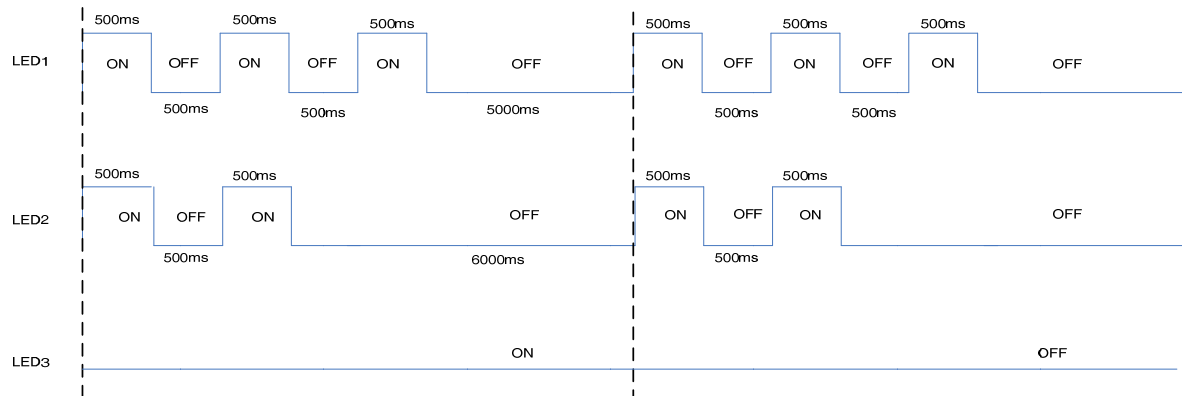 500ms 500ms 500ms 500ms 500ms 500ms
LED1 ON OFF ON OFF ON OFF ON OFF ON OFF ON OFF
500ms 500ms 5000ms 500ms 500ms
500ms 500ms 500ms 500ms
LED2 ON OFF ON OFF ON OFF ON OFF
500ms 6000ms 500ms
LED3 ON OFF